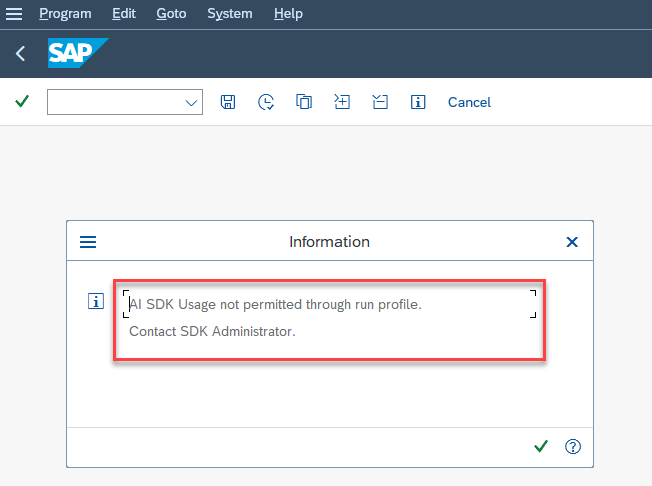 Program Edit Goto System Help
SAP
Cancel
Information
AI SDK Usage not permitted through run profile.
Contact SDK Administrator.